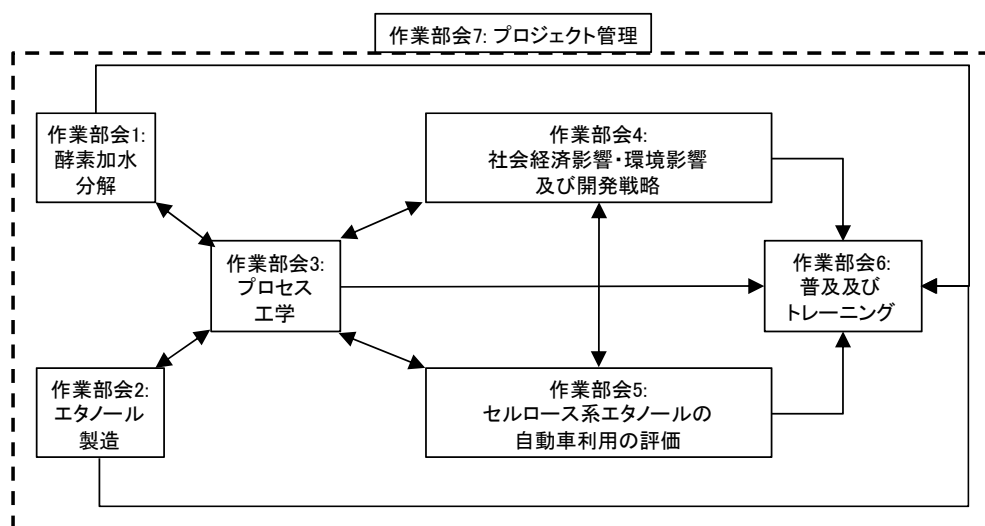 作業部会7: プロジェクト管理
作業部会1:
酵素加水
分解
作業部会4:
社会経済影響・環境影響
及び開発戦略
作業部会3:
プロセス
工学
作業部会6:
普及及び
トレーニング
作業部会2:
エタノール
製造
作業部会5:
セルロース系エタノールの
自動車利用の評価